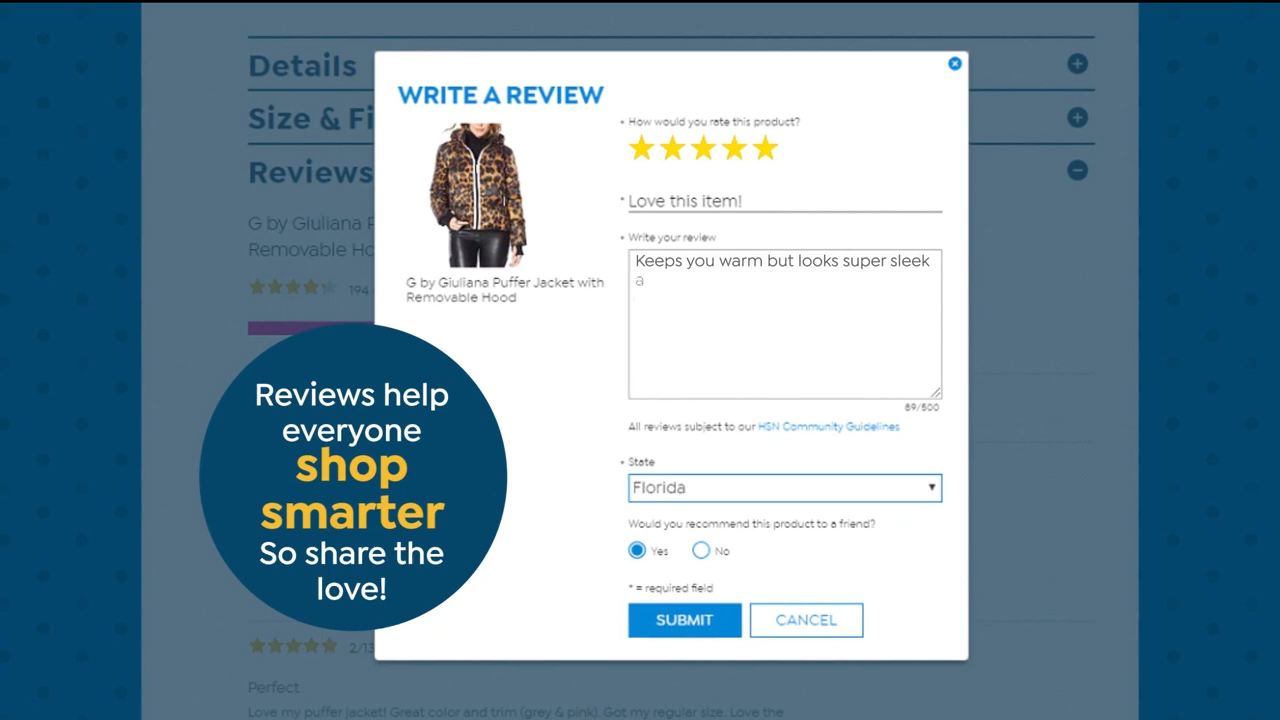 Details
Size & Fi
Reviews
G by Giuliana P
Removable Ho
194
WRITE A REVIEW
G by Giuliana Puffer Jacket with
Removable Hood
* How would you rate this product?
* Love this item!
* Write your review
Keeps you warm but looks super sleek
a
89/500
All reviews subject to our HSN Community Guidelines
* State
Florida
Would you recommend this product to a friend?
Yes No
* = required field
SUBMIT CANCEL
Reviews help
everyone
shop
smarter
So share the
love!
2/13
Perfect
Love my puffer jacket! Great color and trim (grey & pink). Got my regular size. Love the